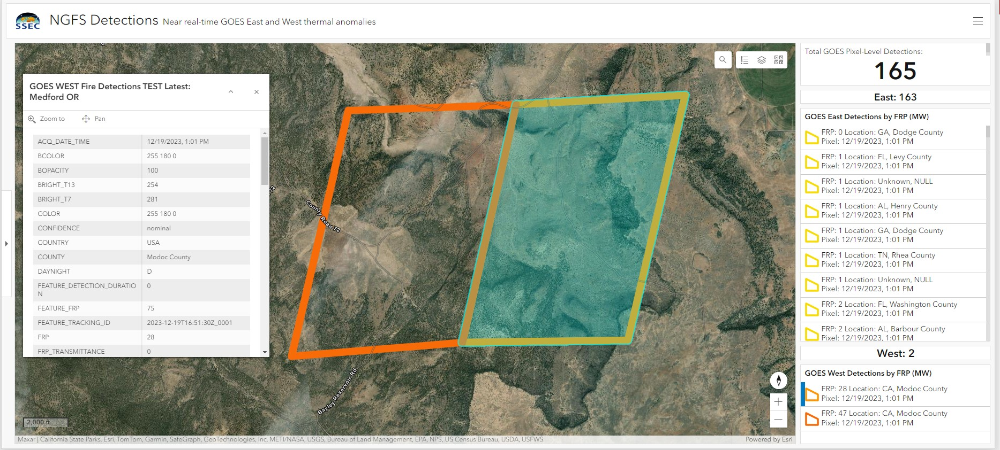 SSEC
NGFS Detections Near real-time GOES East and West thermal anomalies
GOES WEST Fire Detections TEST Latest:
Medford OR
Zoom to
Pan
ACQ_DATE_TIME 12/19/2023, 1:01 PM
BCOLOR 255 180 0
BOPACITY 100
BRIGHT_T13 254
BRIGHT_T7 281
COLOR 255 180 0
CONFIDENCE nominal
COUNTRY USA
COUNTY Modoc County
DAYNIGHT D
FEATURE_DETECTION_DURATIO 0
N
FEATURE_FRP 75
FEATURE_TRACKING_ID 2023-12-19T16:51:30Z_0001
FRP 28
FRP_TRANSMITTANCE 0
72
County Road 72
Bayley Reservoir Rd
2,000 ft
Maxar | California State Parks, Esri, TomTom, Garmin, SafeGraph, GeoTechnologies, Inc, METI/NASA, USGS, Bureau of Land Management, EPA, NPS, US Census Bureau, USDA, USFWS
Powered by Esri
Total GOES Pixel-Level Detections:
165
East: 163
GOES East Detections by FRP (MW)
FRP: 0 Location: GA, Dodge County
Pixel: 12/19/2023, 1:01 PM
FRP: 1 Location: FL, Levy County
Pixel: 12/19/2023, 1:01 PM
FRP: 1 Location: Unknown, NULL
Pixel: 12/19/2023, 1:01 PM
FRP: 1 Location: AL, Henry County
Pixel: 12/19/2023, 1:01 PM
FRP: 1 Location: GA, Dodge County
Pixel: 12/19/2023, 1:01 PM
FRP: 1 Location: TN, Rhea County
Pixel: 12/19/2023, 1:01 PM
FRP: 1 Location: Unknown, NULL
Pixel: 12/19/2023, 1:01 PM
FRP: 2 Location: FL, Washington County
Pixel: 12/19/2023, 1:01 PM
FRP: 2 Location: AL, Barbour County
Pixel: 12/19/2023, 1:01 PM
West: 2
GOES West Detections by FRP (MW)
FRP: 28 Location: CA, Modoc County
Pixel: 12/19/2023, 1:01 PM
FRP: 47 Location: CA, Modoc County
Pixel: 12/19/2023, 1:01 PM